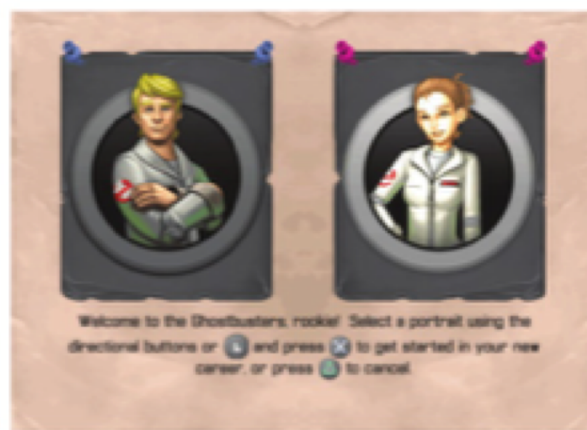 Welcome to the Ghostbusters, rookie! Select a portrait using the
directional buttons or and press to get started in your new
career, or press to cancel.